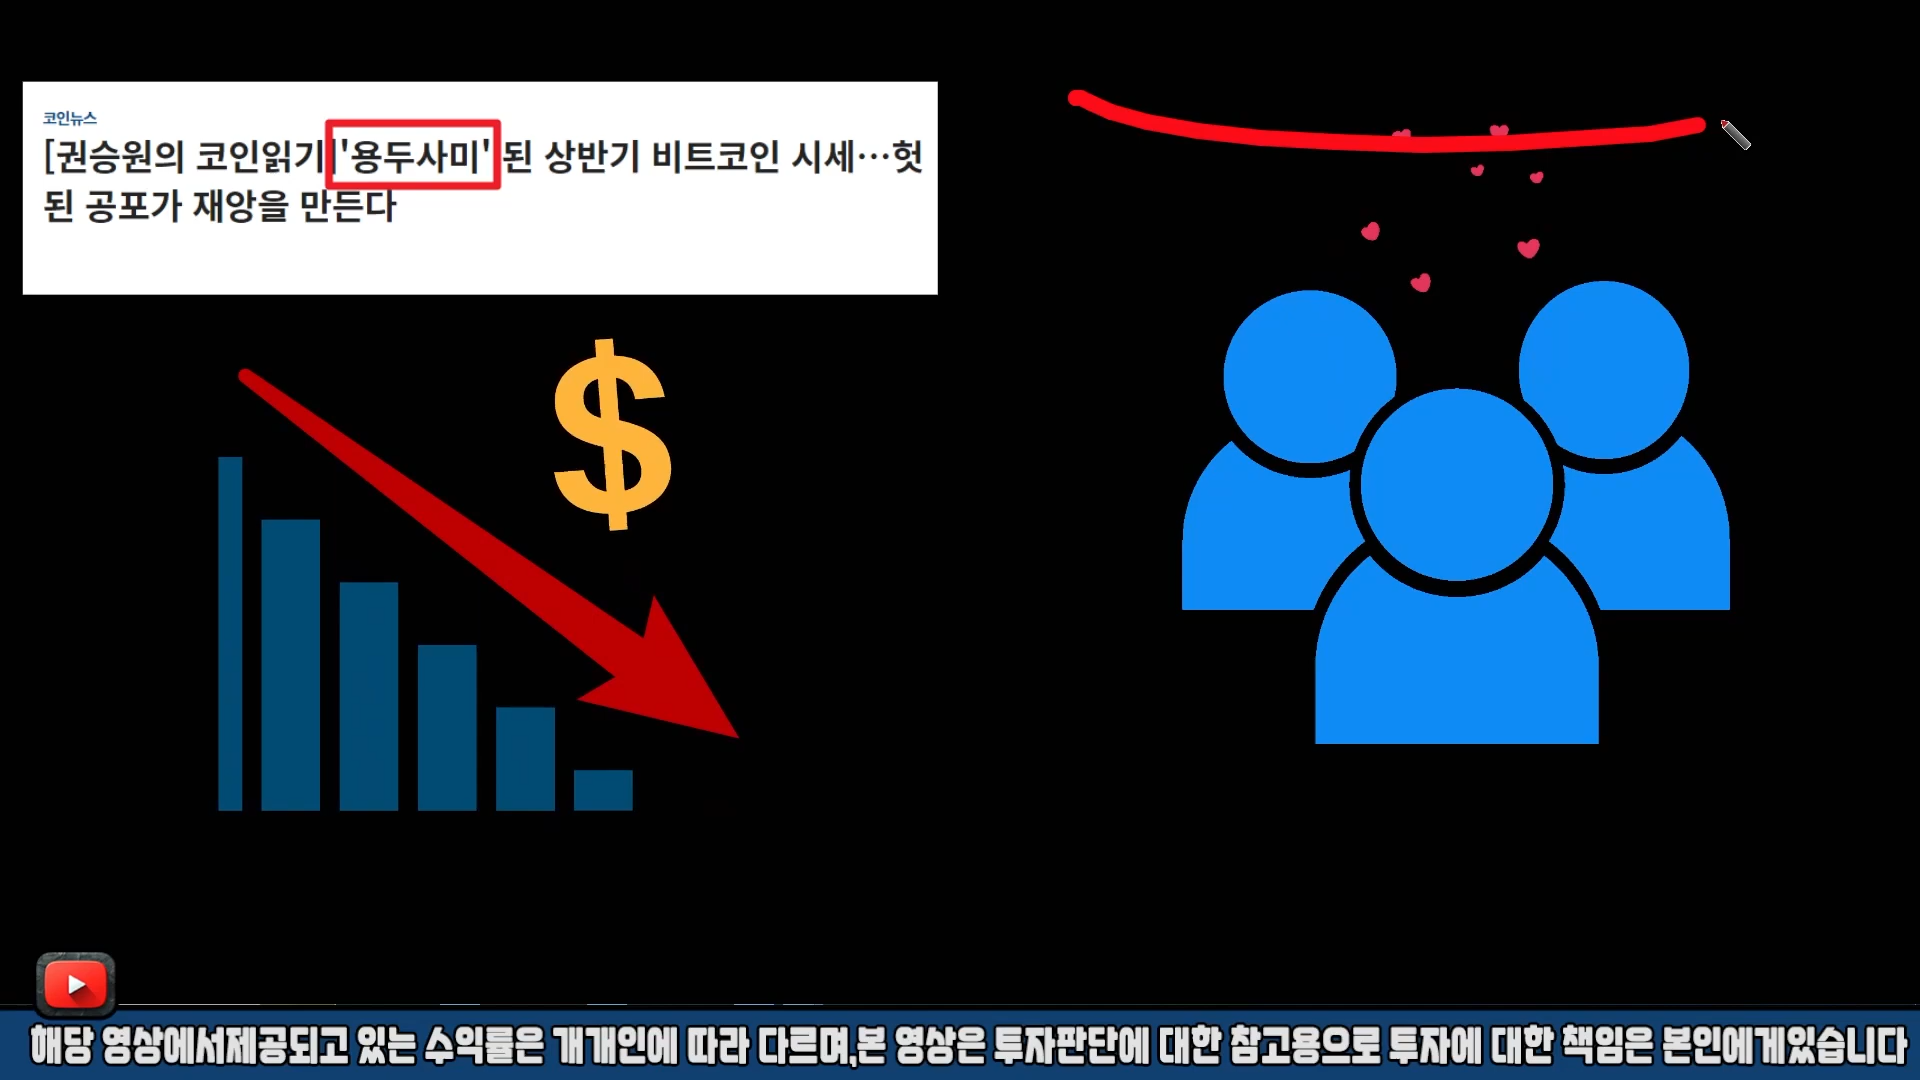 코인뉴스
[권승원의 코인읽기]'용두사미' 된 상반기 비트코인 시세…헛
된 공포가 재앙을 만든다
$
해당 영상에서제공되고 있는 수익률은 개개인에 따라 다르며,본 영상은 투자판단에 대한 참고용으로 투자에 대한 책임은 본인에게있습니다